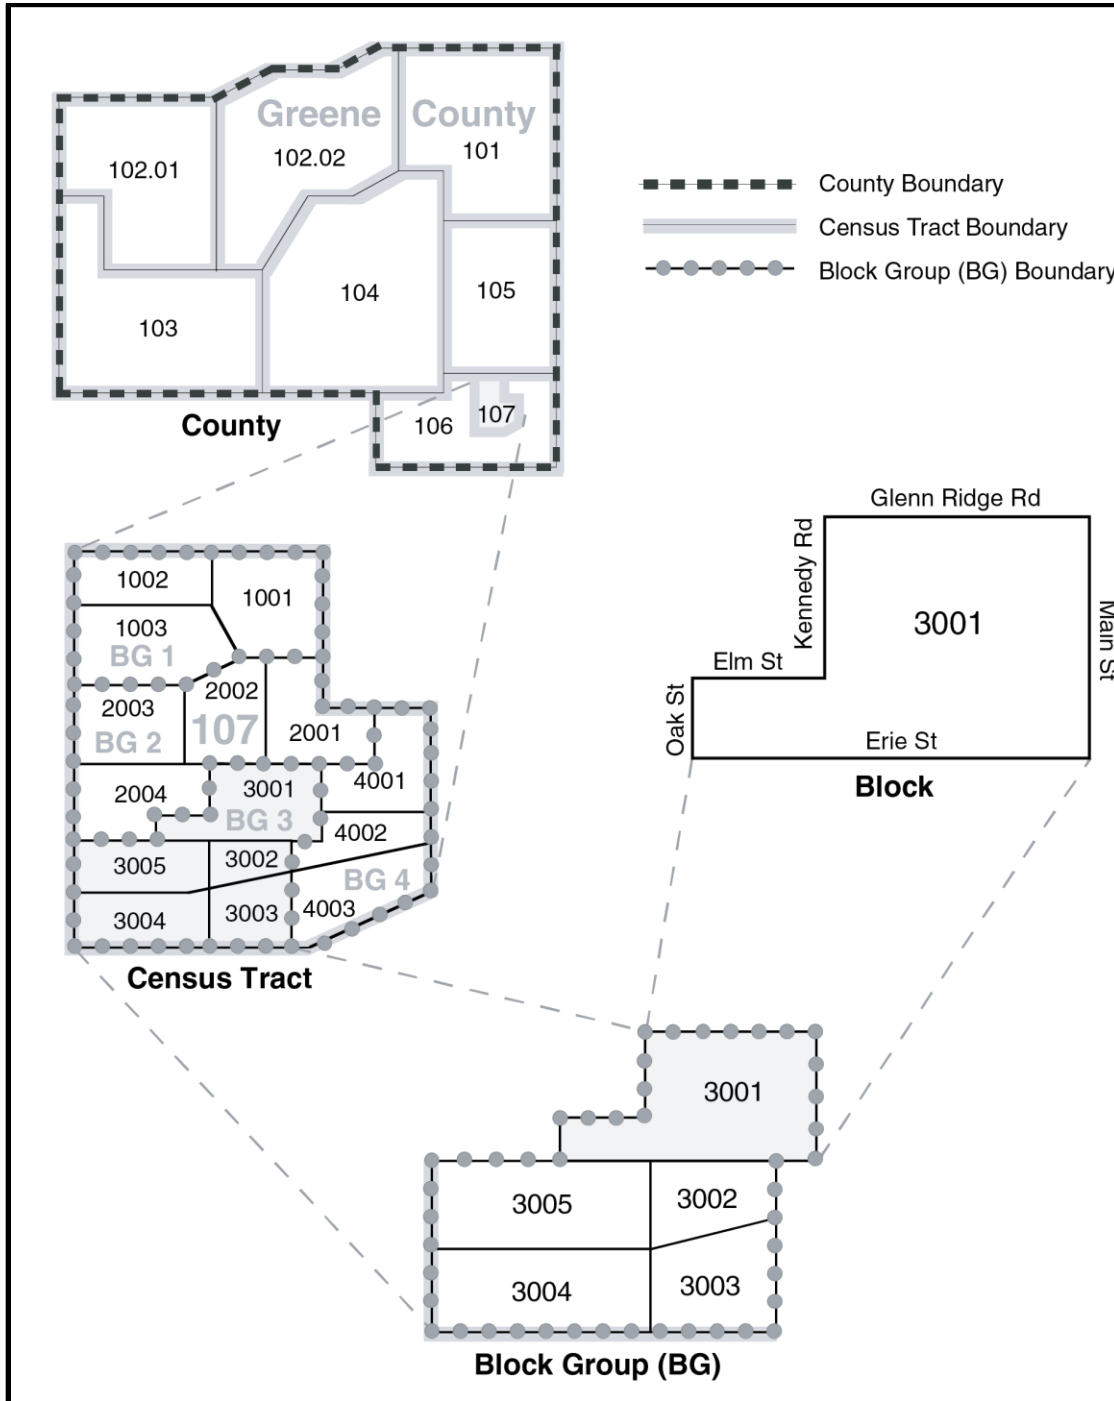 Greene County
102.01
102.02
101
103
104
105
106
107
County
County Boundary
Census Tract Boundary
Block Group (BG) Boundary
1002
1001
1003
BG 1
2003
2002
BG 2
107
2001
2004
3001
4001
BG 3
4002
3005
3002
BG 4
3004
3003
4003
Census Tract
Glenn Ridge Rd
Kennedy Rd
3001
Main St
Elm St
Oak St
Erie St
Block
3001
3005
3002
3004
3003
Block Group (BG)